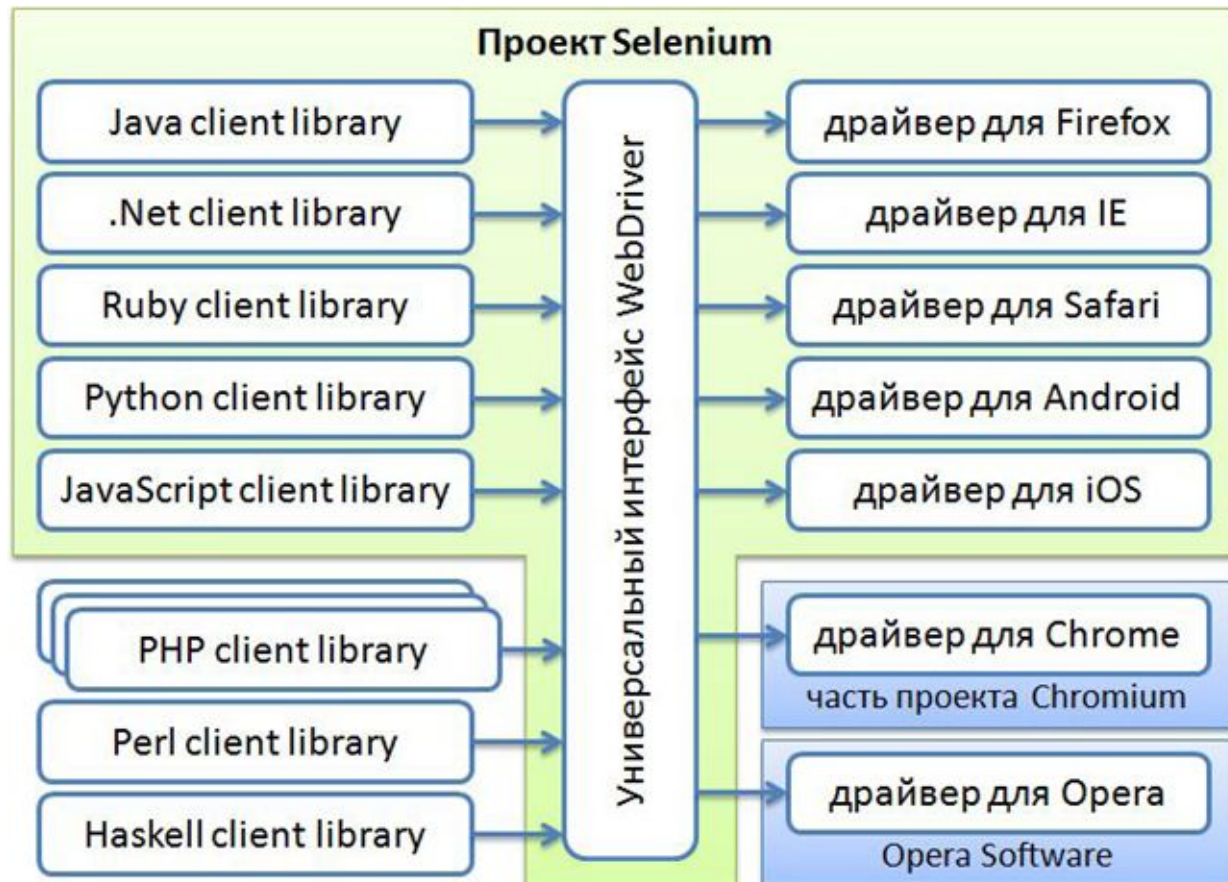 Проект Selenium
Java client library
.Net client library
Ruby client library
Python client library
JavaScript client library
PHP client library
Perl client library
Haskell client library
Универсальный интерфейс WebDriver
драйвер для Firefox
драйвер для IE
драйвер для Safari
драйвер для Android
драйвер для iOS
драйвер для Chrome
часть проекта Chromium
драйвер для Opera
Opera Software